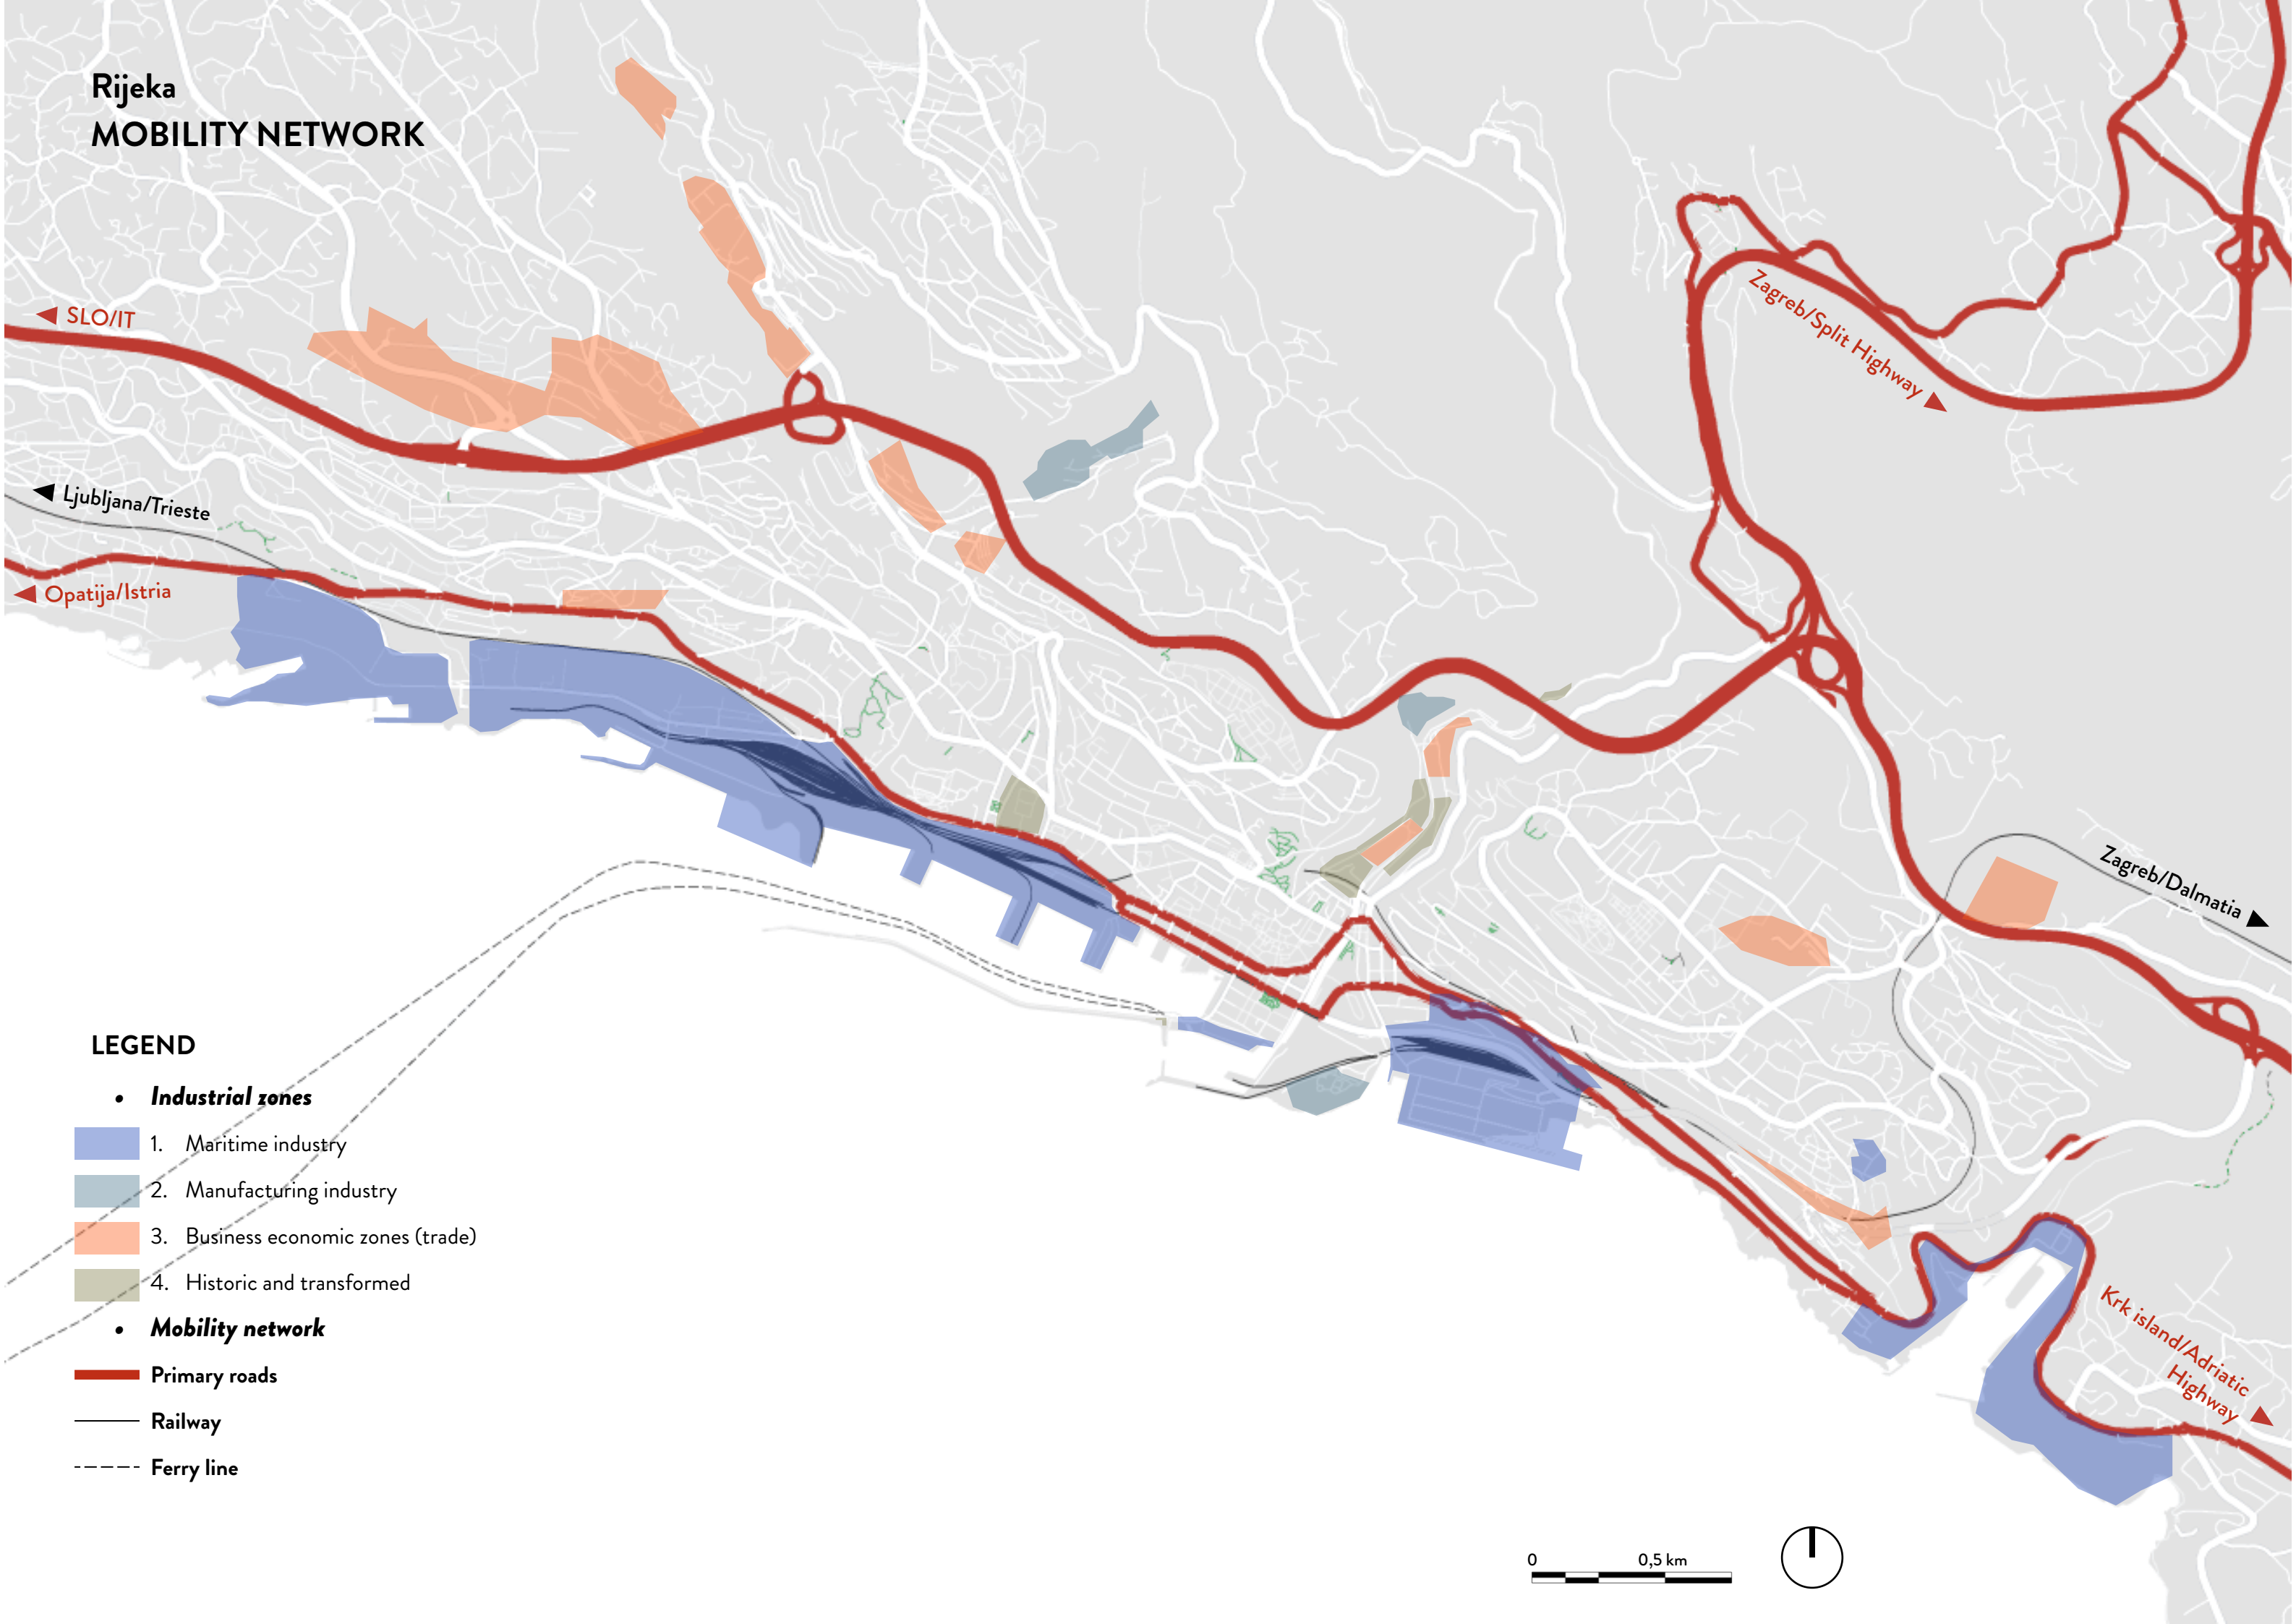 Rijeka
MOBILITY NETWORK
SLO/IT
Zagreb/Split Highway
Ljubljana/Trieste
Opatija/Istria
Zagreb/Dalmatia
LEGEND
• Industrial zones
1. Maritime industry
2. Manufacturing industry
3. Business economic zones (trade)
4. Historic and transformed
• Mobility network
Primary roads
Railway
Ferry line
Krk island/Adriatic
Highway
0 0,5 km